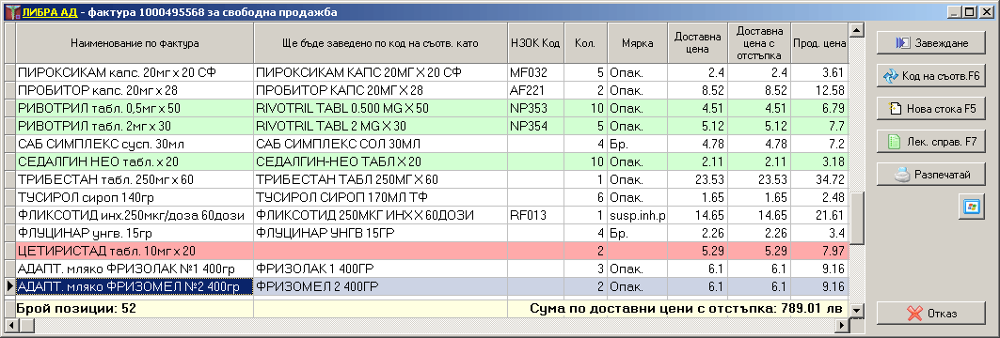 ЛИБРА АД - фактура 1000495568 за свободна продажба
Наименование по фактура Ще бъде заведено по код на съотв. като НЗОК Код Кол. Мярка Доставна цена Доставна цена с отстъпка Прод. цена
ПИРОКСИКАМ капс. 20мг x 20 СФ ПИРОКСИКАМ КАПС 20МГ X 20 СФ MF032 5 Опак. 2.4 2.4 3.61
ПРОБИТОР капс. 20мг x 28 ПРОБИТОР КАПС 20МГ X 28 AF221 2 Опак. 8.52 8.52 12.58
РИВОТРИЛ табл. 0,5мг x 50 RIVOTRIL TABL 0.500 MG X 50 NP353 10 Опак. 4.51 4.51 6.79
РИВОТРИЛ табл. 2мг x 30 RIVOTRIL TABL 2 MG X 30 NP354 5 Опак. 5.12 5.12 7.7
САБ СИМПЛЕКС сусп. 30мл САБ СИМПЛЕКС СОЛ 30МЛ 4 Бр. 4.78 4.78 7.2
СЕДАЛГИН НЕО табл. x 20 СЕДАЛГИН-НЕО ТАБЛ X 20 10 Опак. 2.11 2.11 3.18
ТРИБЕСТАН табл. 250мг x 60 ТРИБЕСТАН ТАБЛ 250МГ X 60 1 Опак. 23.53 23.53 34.72
ТУСИРОЛ сироп 140гр ТУСИРОЛ СИРОП 170МЛ ТФ 6 Опак. 1.65 1.65 2.48
ФЛИКСОТИД инх.250мкг/доза 60дози ФЛИКСОТИД 250МКГ ИНХ X 60ДОЗИ RF013 1 susp.inh.p 14.65 14.65 21.61
ФЛУЦИНАР унгв. 15гр ФЛУЦИНАР УНГВ 15ГР 4 Бр. 2.26 2.26 3.4
ЦЕТИРИСТАД табл. 10мг x 20 2 5.29 5.29 7.97
АДАПТ. мляко ФРИЗОЛАК №1 400гр ФРИЗОЛАК 1 400ГР 3 Опак. 6.1 6.1 9.16
АДАПТ. мляко ФРИЗОМЕЛ №2 400гр ФРИЗОМЕЛ 2 400ГР 2 Опак. 6.1 6.1 9.16
Брой позиции: 52 Сума по доставни цени с отстъпка: 789.01 лв
Завеждане
Код на съотв.F6
Нова стока F5
Лек. справ. F7
Разпечатай
Отказ